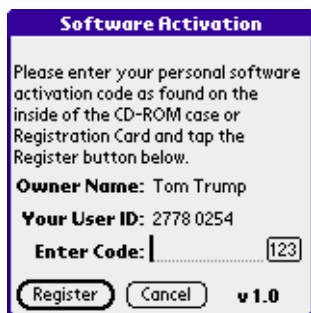 Software Activation
Please enter your personal software
activation code as found on the
inside of the CD-ROM case or
Registration Card and tap the
Register button below.
Owner Name: Tom Trump
Your User ID: 2778 0254
Enter Code: 123
Register Cancel v 1.0